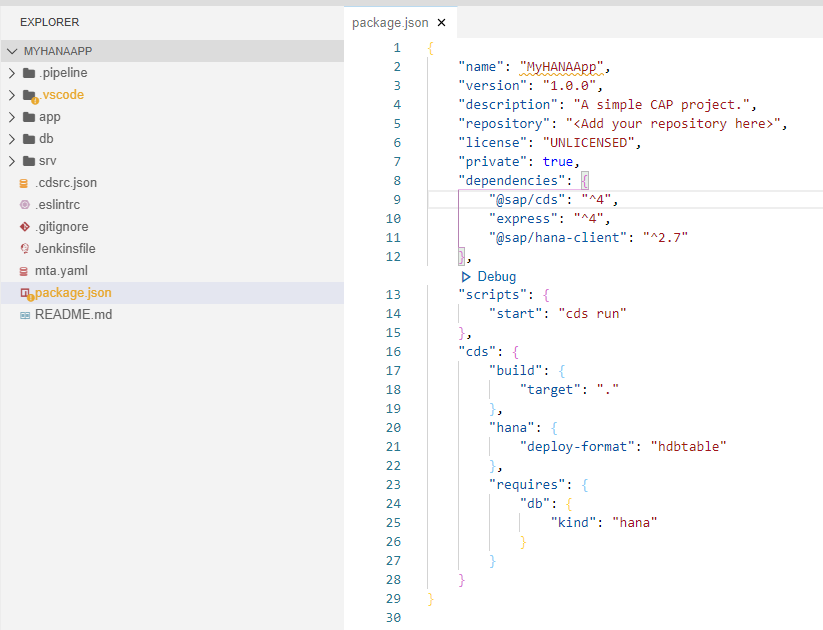 EXPLORER
MYHANAAPP
.pipeline
.vscode
app
db
srv
.cdsrc.json
.eslintrc
.gitignore
Jenkinsfile
mta.yaml
package.json
README.md
package.json ×
1 {
2 "name": "MyHANAApp",
3 "version": "1.0.0",
4 "description": "A simple CAP project.",
5 "repository": "<Add your repository here>",
6 "license": "UNLICENSED",
7 "private": true,
8 "dependencies": {
9 "@sap/cds": "^4",
10 "express": "^4",
11 "@sap/hana-client": "^2.7"
12 },
Debug
13 "scripts": {
14 "start": "cds run"
15 },
16 "cds": {
17 "build": {
18 "target": "."
19 },
20 "hana": {
21 "deploy-format": "hdbtable"
22 },
23 "requires": {
24 "db": {
25 "kind": "hana"
26 }
27 }
28 }
29 }
30